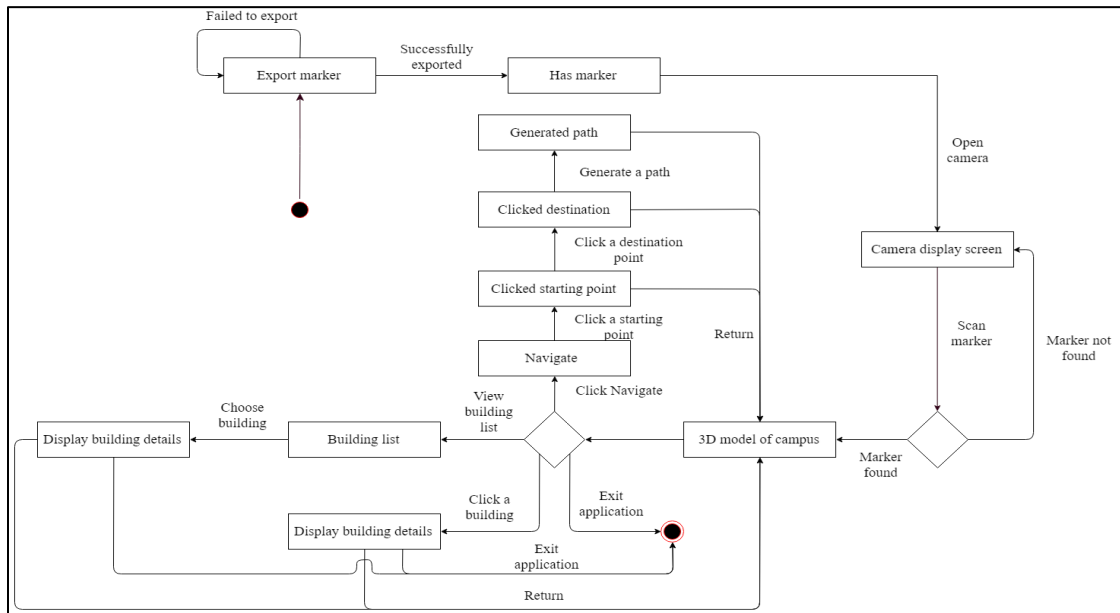 Failed to export
Export marker
Successfully
exported
Has marker
Open
camera
Generated path
Generate a path
Clicked destination
Click a destination
point
Clicked starting point
Click a starting
point
Navigate
Click Navigate
Return
Camera display screen
Scan
marker
Marker not
found
Marker
found
3D model of campus
View
building
list
Building list
Choose
building
Display building details
Click a
building
Display building details
Exit
application
Exit
application
Return